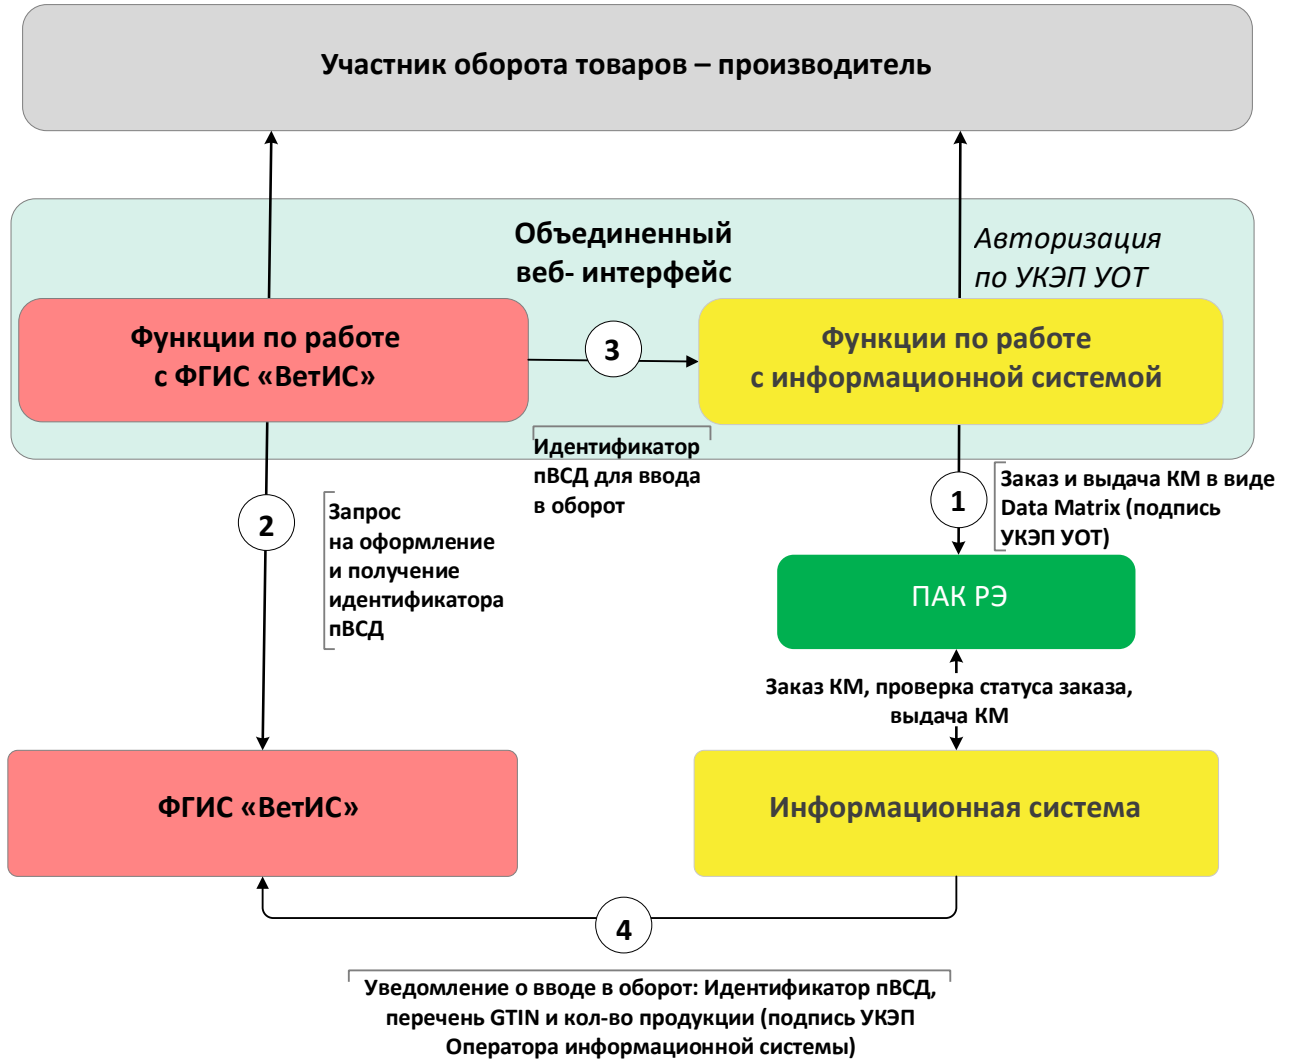 Участник оборота товаров – производитель
Объединенный
веб- интерфейс
Авторизация
по УКЭП УОТ
Функции по работе
с ФГИС «ВетИС»
3
Функции по работе
с информационной системой
Идентификатор
пВСД для ввода
в оборот
2
Запрос
на оформление
и получение
идентификатора
пВСД
1
Заказ и выдача КМ в виде
Data Matrix (подпись
УКЭП УОТ)
ПАК РЭ
Заказ КМ, проверка статуса заказа,
выдача КМ
ФГИС «ВетИС»
Информационная система
4
Уведомление о вводе в оборот: Идентификатор пВСД,
перечень GTIN и кол-во продукции (подпись УКЭП
Оператора информационной системы)